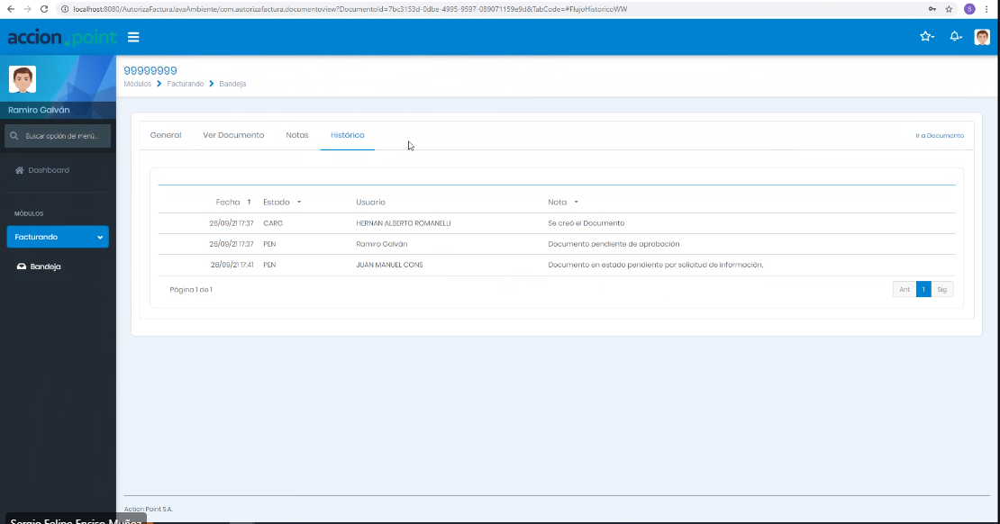 localhost:8080/AutorizaFacturaJavaAmbiente/com.autorizafactura.documentoview?DocumentoId=7bc3153d-0dbe-4995-9597-089071159e9d&TabCode=#FlujoHistoricoWW
S
accion.point
Ramiro Galván
Buscar opción del menú...
Dashboard
MÓDULOS
Facturando
Bandeja
99999999
Módulos Facturando Bandeja
General Ver Documento Notas Histórico Ir a Documento
Fecha Estado Usuario Nota
28/09/21 17:37 CARG HERNAN ALBERTO ROMANELLI Se creó el Documento
28/09/21 17:37 PEN Ramiro Galván Documento pendiente de aprobación
28/09/21 17:41 PEN JUAN MANUEL CONS Documento en estado pendiente por solicitud de información.
Página 1 de 1 Ant 1 Sig
Action Point S.A.
Sergio Felipe Enciso Muñoz